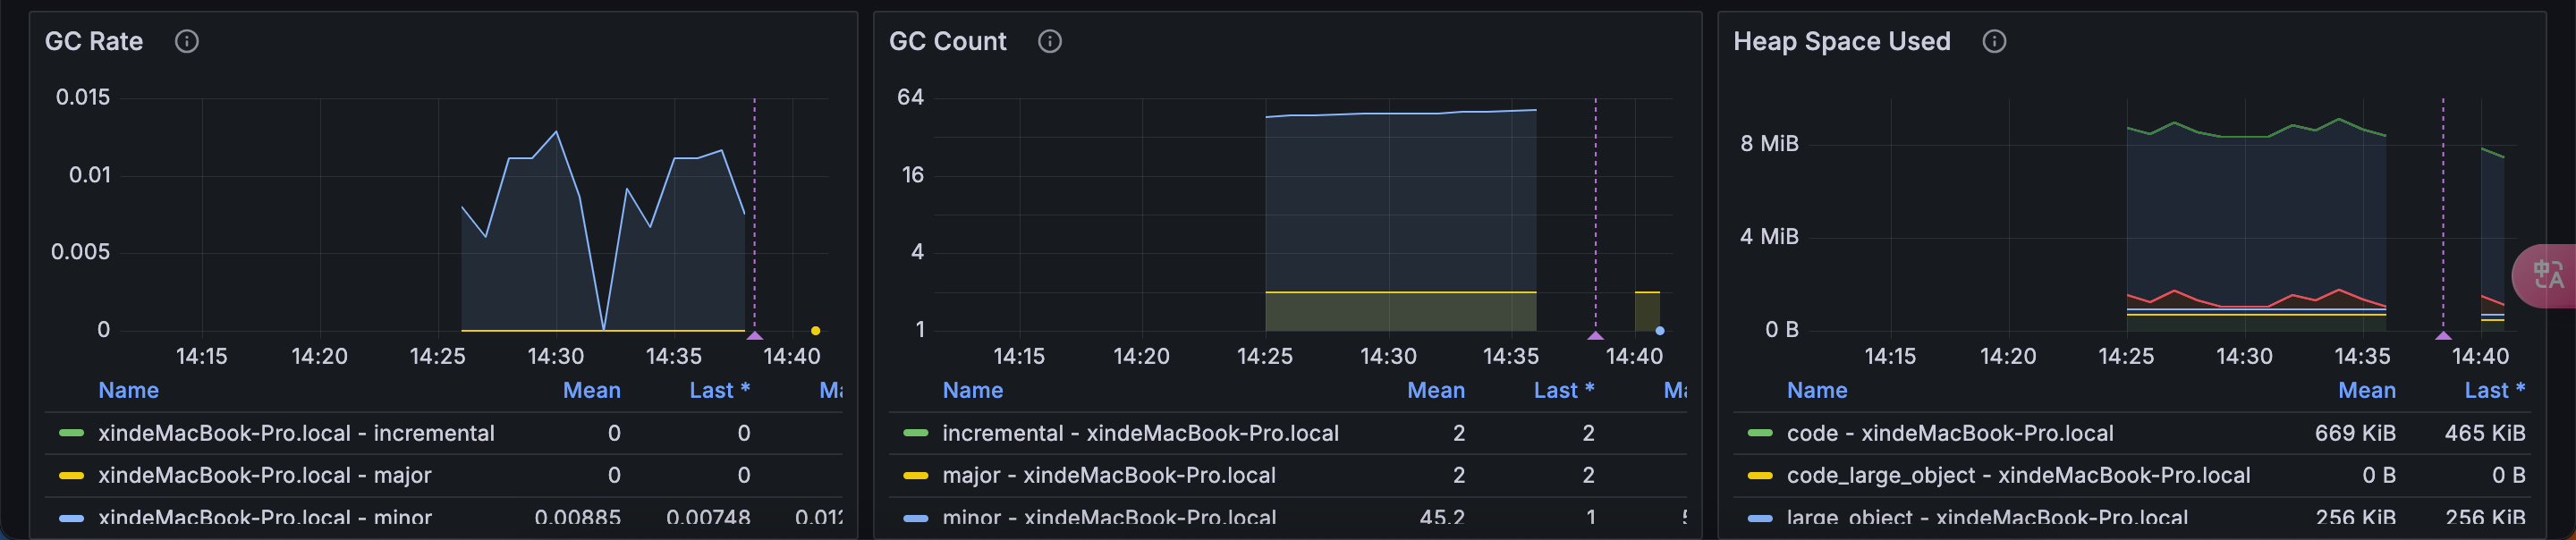 GC Rate
0.015
0.01
0.005
0
14:15 14:20 14:25 14:30 14:35 14:40
Name Mean Last *
xindeMacBook-Pro.local - incremental 0 0
xindeMacBook-Pro.local - major 0 0
xindeMacBook-Pro.local - minor 0.00885 0.00748
GC Count
64
16
4
1
14:15 14:20 14:25 14:30 14:35 14:40
Name Mean Last *
incremental - xindeMacBook-Pro.local 2 2
major - xindeMacBook-Pro.local 2 2
minor - xindeMacBook-Pro.local 45.2 1
Heap Space Used
8 MiB
4 MiB
0 B
14:15 14:20 14:25 14:30 14:35 14:40
Name Mean Last *
code - xindeMacBook-Pro.local 669 KiB 465 KiB
code_large_object - xindeMacBook-Pro.local 0 B 0 B
large_object - xindeMacBook-Pro.local 256 KiB 256 KiB
中 A